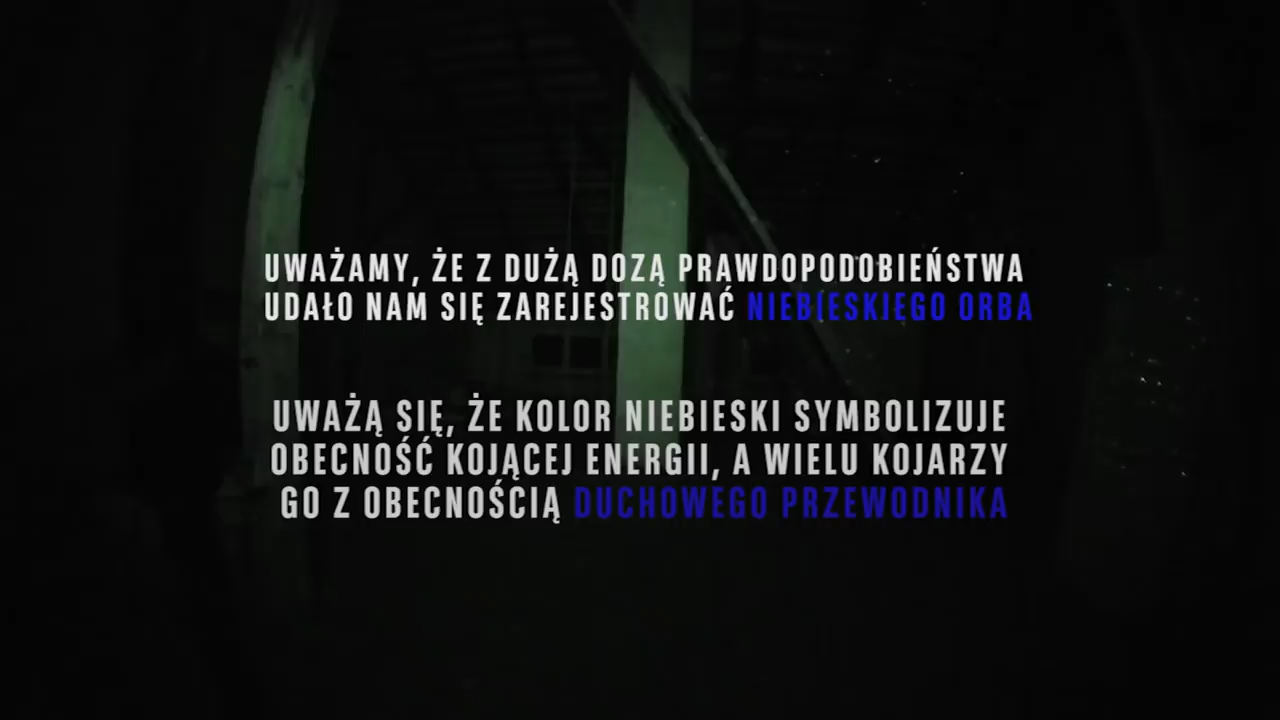 UWAŻAMY, ŻE Z DUŻĄ DOZĄ PRAWDOPODOBIEŃSTWA
UDAŁO NAM SIĘ ZAREJESTROWAĆ NIEBIESKIEGO ORBA
UWAŻĄ SIĘ, ŻE KOLOR NIEBIESKI SYMBOLIZUJE
OBECNOŚĆ KOJĄCEJ ENERGII, A WIELU KOJARZY
GO Z OBECNOŚCIĄ DUCHOWEGO PRZEWODNIKA